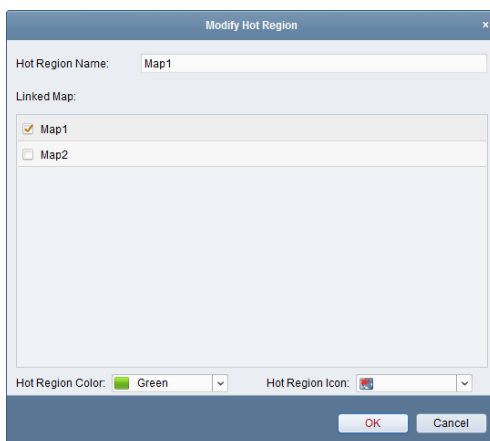 Modify Hot Region
Hot Region Name: Map1
Linked Map:
Map1
Map2
Hot Region Color: Green Hot Region Icon:
OK Cancel